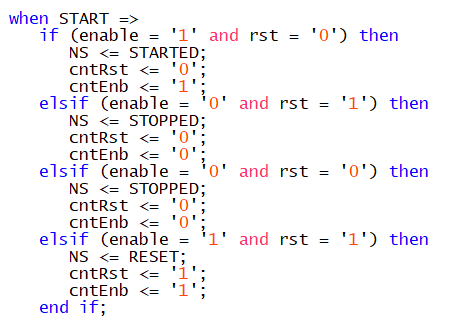 when START =>
if (enable = '1' and rst = '0') then
NS <= STARTED;
cntRst <= '0';
cntEnb <= '1';
elsif (enable = '0' and rst = '1') then
NS <= STOPPED;
cntRst <= '0';
cntEnb <= '0';
elsif (enable = '0' and rst = '0') then
NS <= STOPPED;
cntRst <= '0';
cntEnb <= '0';
elsif (enable = '1' and rst = '1') then
NS <= RESET;
cntRst <= '1';
cntEnb <= '1';
end if;